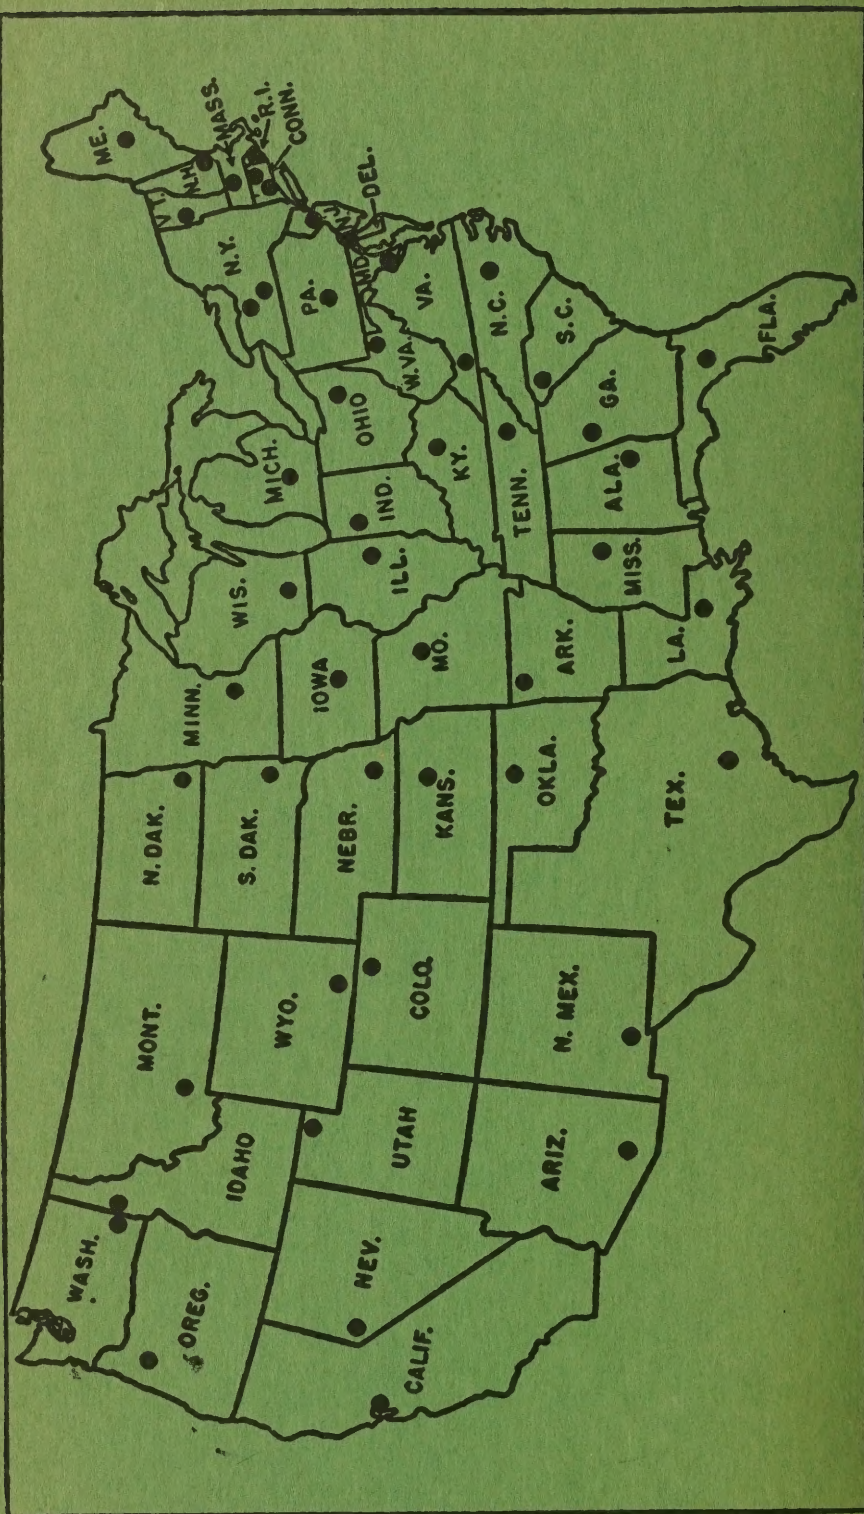 WASH.
OREG.
CALIF.
NEV.
IDAHO
MONT.
WYO.
UTAH
ARIZ.
COLO.
N. MEX.
N. DAK.
S. DAK.
NEBR.
KANS.
OKLA.
TEX.
MINN.
IOWA
MO.
ARK.
LA.
WIS.
ILL.
MISS.
MICH.
IND.
OHIO
KY.
TENN.
ALA.
GA.
FLA.
S.C.
N.C.
VA.
W.VA.
PA.
N.Y.
MD.
DEL.
N.J.
VT.
N.H.
ME.
MASS.
R.I.
CONN.